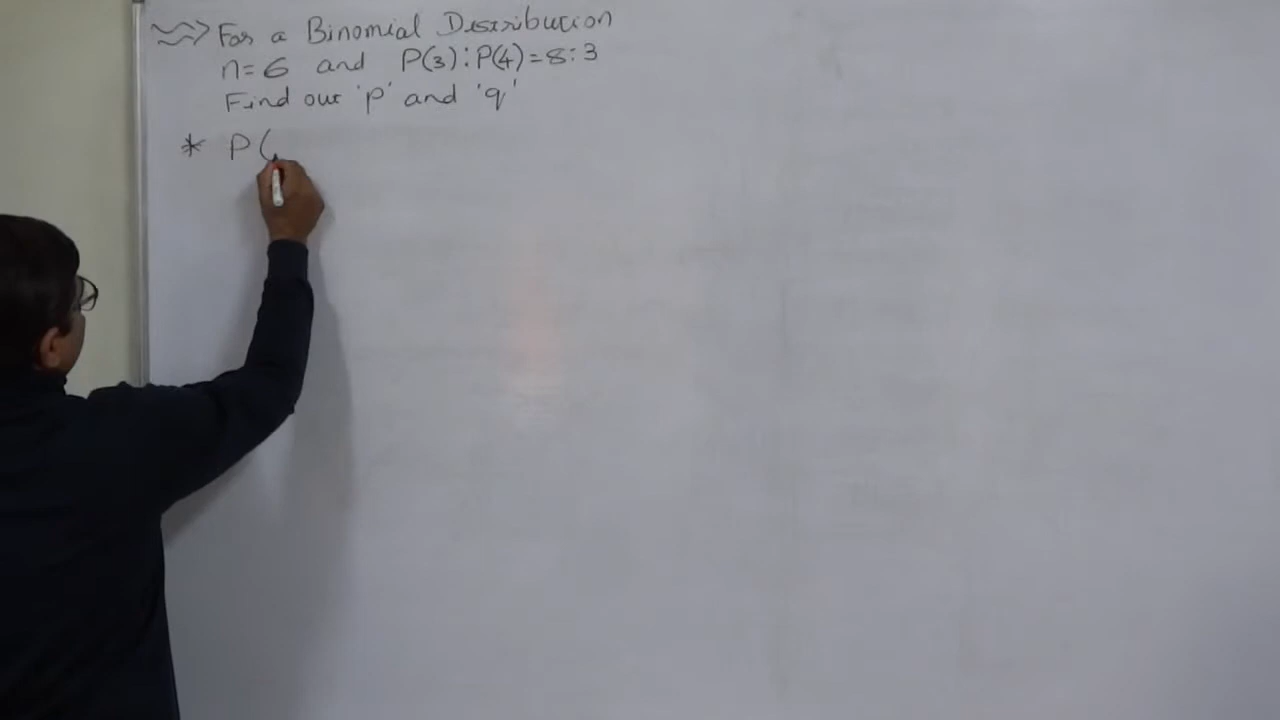 For a Binomial Distribution
n=6 and P(3):P(4)=8:3
Find out 'p' and 'q'
* P(